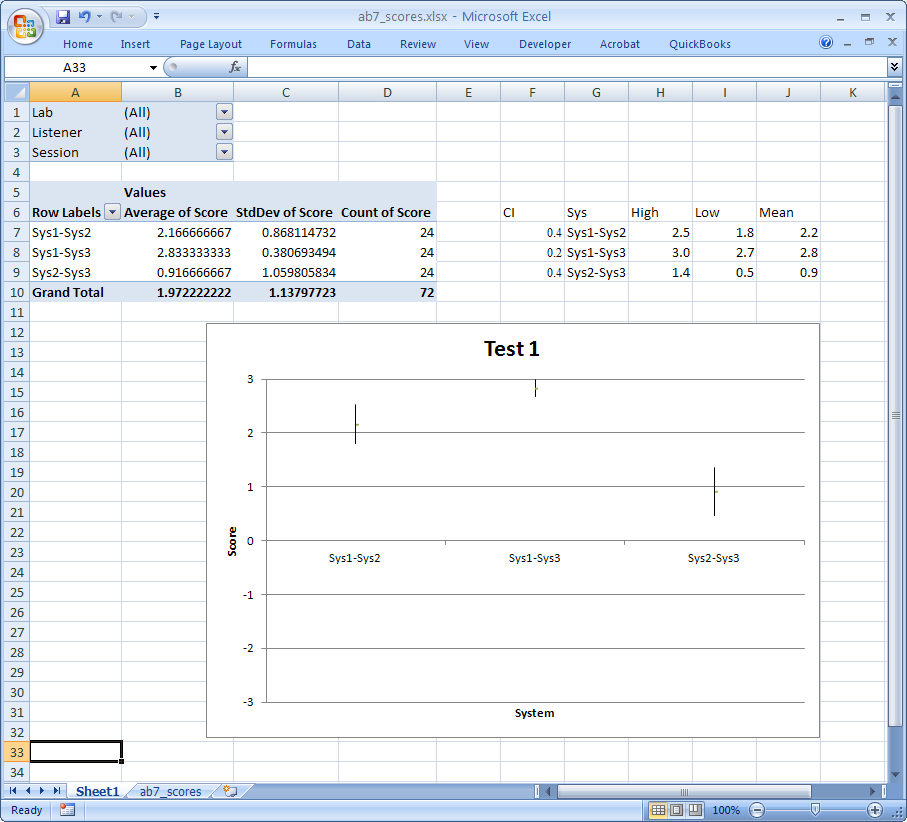 ab7_scores.xlsx - Microsoft Excel
Home Insert Page Layout Formulas Data Review View Developer Acrobat QuickBooks
A33 fx
A B C D E F G H I J K
1 Lab (All)
2 Listener (All)
3 Session (All)
4
5 Values
6 Row Labels Average of Score StdDev of Score Count of Score CI Sys High Low Mean
7 Sys1-Sys2 2.166666667 0.868114732 24 0.4 Sys1-Sys2 2.5 1.8 2.2
8 Sys1-Sys3 2.833333333 0.380693494 24 0.2 Sys1-Sys3 3.0 2.7 2.8
9 Sys2-Sys3 0.916666667 1.059805834 24 0.4 Sys2-Sys3 1.4 0.5 0.9
10 Grand Total 1.972222222 1.13797723 72
11
12
13
14
15
16
17
18
19
20
21
22
23
24
25
26
27
28
29
30
31
32
33
34
Test 1
3
2
1
0
-1
-2
-3
Score
Sys1-Sys2 Sys1-Sys3 Sys2-Sys3
System
Sheet1 ab7_scores
Ready 100%